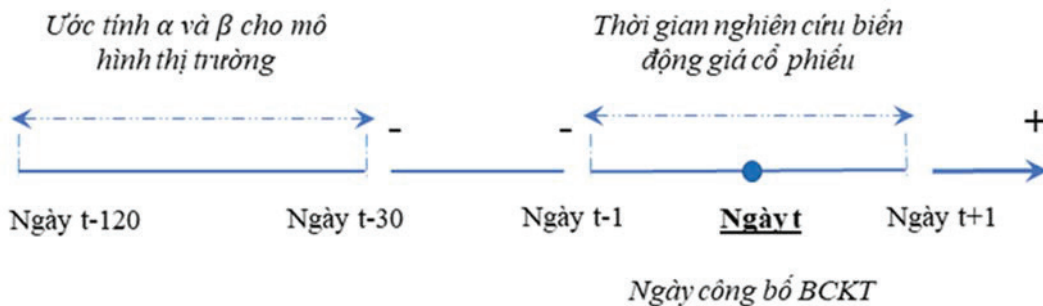 Ước tính α và β cho mô
hình thị trường
Thời gian nghiên cứu biến
động giá cổ phiếu
- - +
Ngày t-120 Ngày t-30 Ngày t-1 Ngày t Ngày t+1
Ngày công bố BCKT